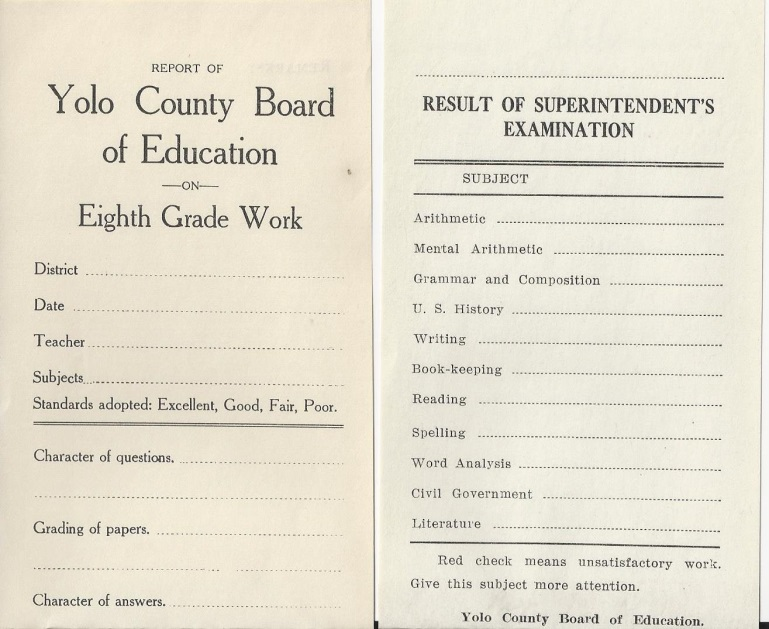 REPORT OF
Yolo County Board
of Education
—ON—
Eighth Grade Work
District
Date
Teacher
Subjects
Standards adopted: Excellent, Good, Fair, Poor.
Character of questions.
Grading of papers.
Character of answers.
RESULT OF SUPERINTENDENT'S
EXAMINATION
SUBJECT
Arithmetic
Mental Arithmetic
Grammar and Composition
U. S. History
Writing
Book-keeping
Reading
Spelling
Word Analysis
Civil Government
Literature
Red check means unsatisfactory work.
Give this subject more attention.
Yolo County Board of Education.